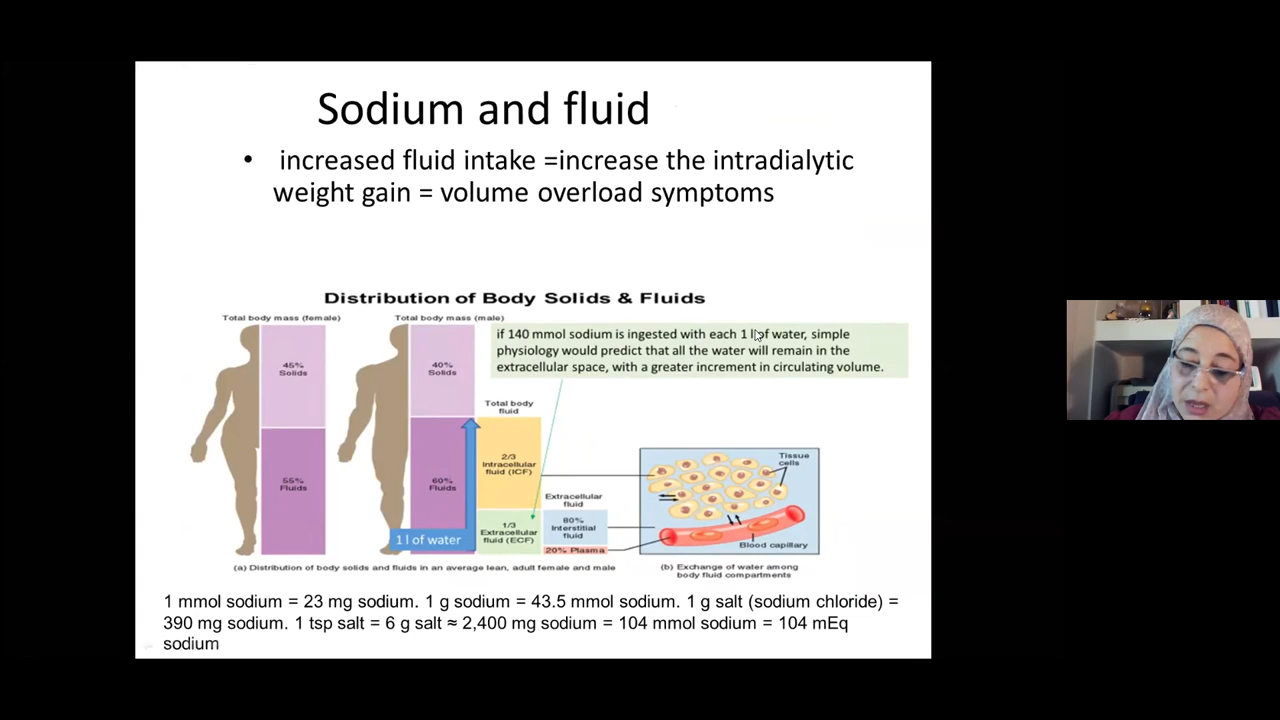 Sodium and fluid
• increased fluid intake =increase the intradialytic
weight gain = volume overload symptoms
Distribution of Body Solids & Fluids
Total body mass (female)
Total body mass (male)
if 140 mmol sodium is ingested with each 1 l of water, simple
physiology would predict that all the water will remain in the
extracellular space, with a greater increment in circulating volume.
45%
Solids
40%
Solids
Total body
fluid
55%
Fluids
60%
Fluids
2/3
Intracellular
fluid (ICF)
Tissue
cells
Extracellular
fluid
1/3
Extracellular
fluid (ECF)
80%
Interstitial
fluid
20% Plasma
1 l of water
Blood capillary
(a) Distribution of body solids and fluids in an average lean, adult female and male
(b) Exchange of water among
body fluid compartments
1 mmol sodium = 23 mg sodium. 1 g sodium = 43.5 mmol sodium. 1 g salt (sodium chloride) =
390 mg sodium. 1 tsp salt = 6 g salt ≈ 2,400 mg sodium = 104 mmol sodium = 104 mEq
sodium